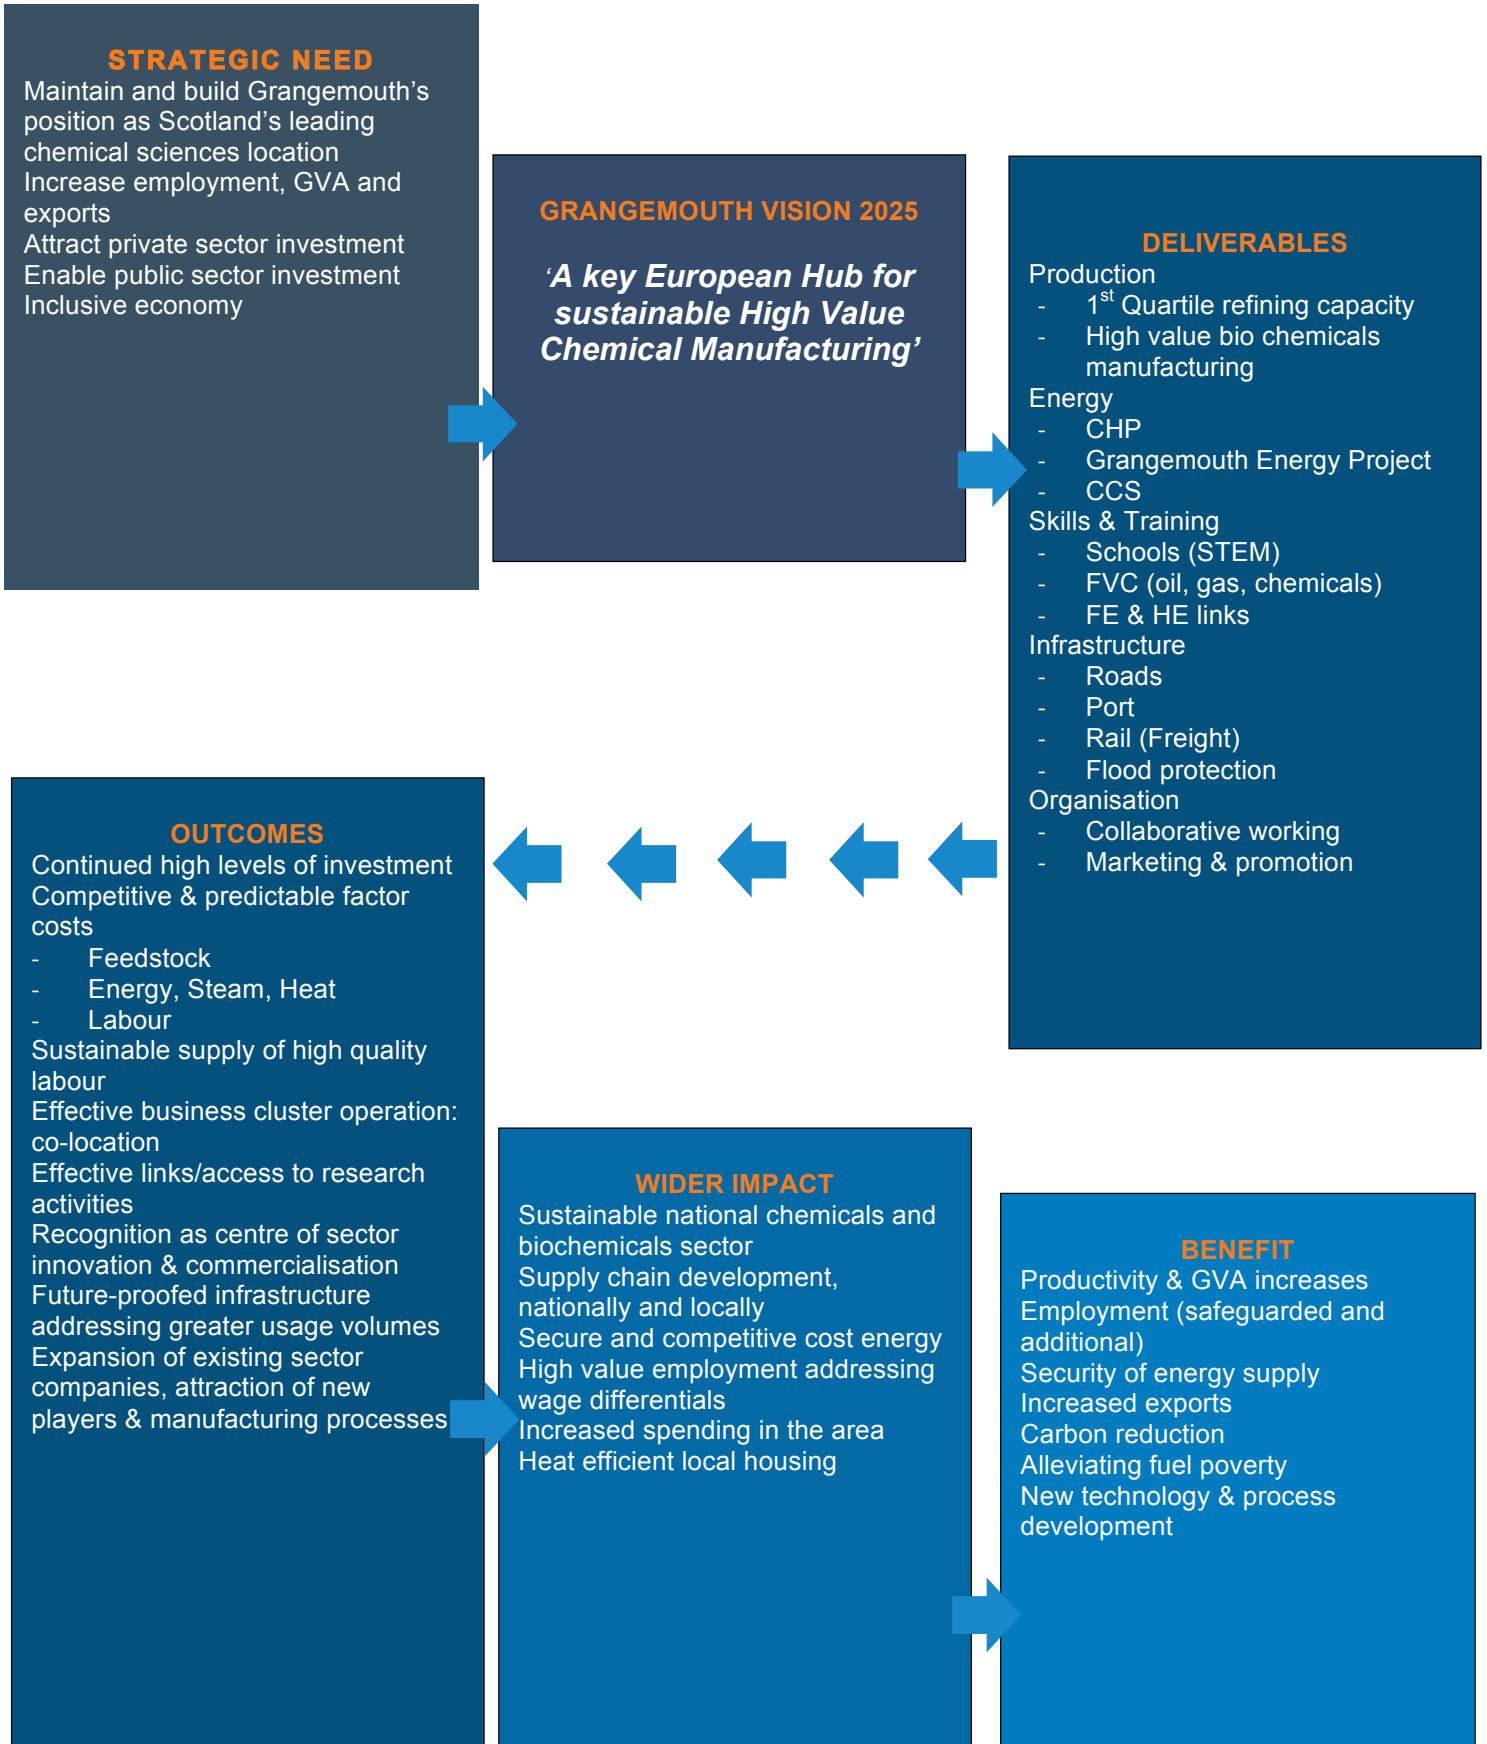 STRATEGIC NEED
Maintain and build Grangemouth’s
position as Scotland’s leading
chemical sciences location
Increase employment, GVA and
exports
Attract private sector investment
Enable public sector investment
Inclusive economy
GRANGEMOUTH VISION 2025
‘A key European Hub for
sustainable High Value
Chemical Manufacturing’
DELIVERABLES
Production
- 1st Quartile refining capacity
- High value bio chemicals
manufacturing
Energy
- CHP
- Grangemouth Energy Project
- CCS
Skills & Training
- Schools (STEM)
- FVC (oil, gas, chemicals)
- FE & HE links
Infrastructure
- Roads
- Port
- Rail (Freight)
- Flood protection
Organisation
- Collaborative working
- Marketing & promotion
OUTCOMES
Continued high levels of investment
Competitive & predictable factor
costs
- Feedstock
- Energy, Steam, Heat
- Labour
Sustainable supply of high quality
labour
Effective business cluster operation:
co-location
Effective links/access to research
activities
Recognition as centre of sector
innovation & commercialisation
Future-proofed infrastructure
addressing greater usage volumes
Expansion of existing sector
companies, attraction of new
players & manufacturing processes
WIDER IMPACT
Sustainable national chemicals and
biochemicals sector
Supply chain development,
nationally and locally
Secure and competitive cost energy
High value employment addressing
wage differentials
Increased spending in the area
Heat efficient local housing
BENEFIT
Productivity & GVA increases
Employment (safeguarded and
additional)
Security of energy supply
Increased exports
Carbon reduction
Alleviating fuel poverty
New technology & process
development